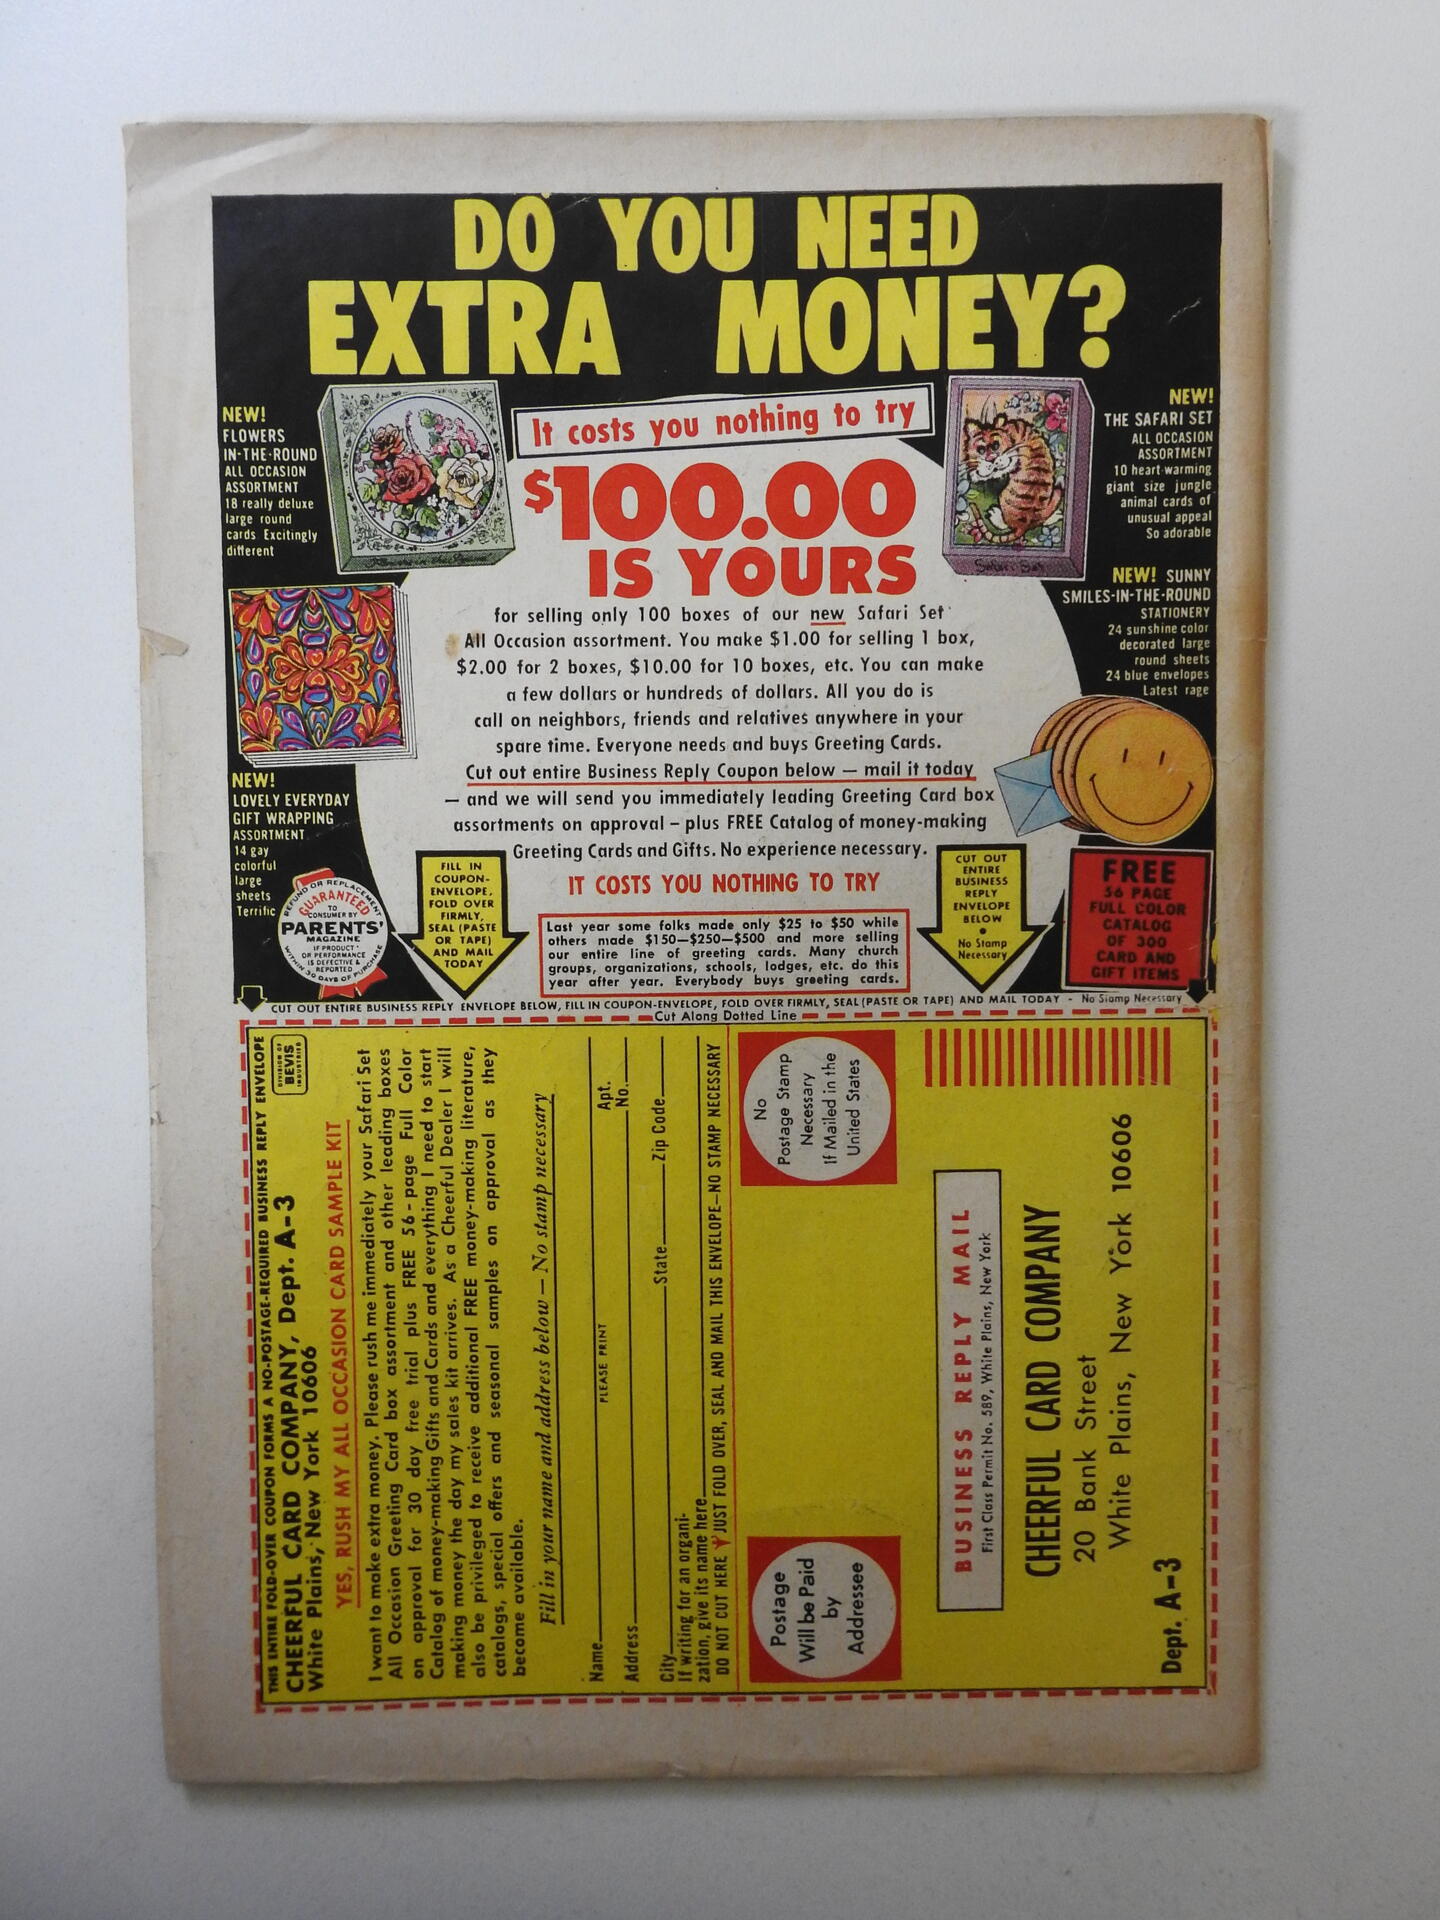 DO YOU NEED
EXTRA MONEY?
NEW!
FLOWERS
IN-THE-ROUND
ALL OCCASION
ASSORTMENT
18 really deluxe
large round
cards Excitingly
different
It costs you nothing to try
$100.00
IS YOURS
NEW!
THE SAFARI SET
ALL OCCASION
ASSORTMENT
10 heart-warming
giant size jungle
animal cards of
unusual appeal
So adorable
Safari Set
for selling only 100 boxes of our new Safari Set
All Occasion assortment. You make $1.00 for selling 1 box,
$2.00 for 2 boxes, $10.00 for 10 boxes, etc. You can make
a few dollars or hundreds of dollars. All you do is
call on neighbors, friends and relatives anywhere in your
spare time. Everyone needs and buys Greeting Cards.
Cut out entire Business Reply Coupon below — mail it today
— and we will send you immediately leading Greeting Card box
assortments on approval – plus FREE Catalog of money-making
Greeting Cards and Gifts. No experience necessary.
IT COSTS YOU NOTHING TO TRY
NEW! SUNNY
SMILES-IN-THE-ROUND
STATIONERY
24 sunshine color
decorated large
round sheets
24 blue envelopes
Latest rage
NEW!
LOVELY EVERYDAY
GIFT WRAPPING
ASSORTMENT
14 gay
colorful
large
sheets
Terrific
REFUND OR REPLACEMENT
GUARANTEED
TO
CONSUMER BY
PARENTS'
MAGAZINE
IF PRODUCT
OR PERFORMANCE
IS DEFECTIVE &
REPORTED
WITHIN 30 DAYS OF PURCHASE
FILL IN
COUPON-
ENVELOPE,
FOLD OVER
FIRMLY,
SEAL (PASTE
OR TAPE)
AND MAIL
TODAY
Last year some folks made only $25 to $50 while
others made $150—$250—$500 and more selling
our entire line of greeting cards. Many church
groups, organizations, schools, lodges, etc. do this
year after year. Everybody buys greeting cards.
CUT OUT
ENTIRE
BUSINESS
REPLY
ENVELOPE
BELOW
•
No Stamp
Necessary
FREE
56 PAGE
FULL COLOR
CATALOG
OF 300
CARD AND
GIFT ITEMS
CUT OUT ENTIRE BUSINESS REPLY ENVELOPE BELOW, FILL IN COUPON-ENVELOPE, FOLD OVER FIRMLY, SEAL (PASTE OR TAPE) AND MAIL TODAY - No Stamp Necessary
Cut Along Dotted Line
THIS ENTIRE FOLD-OVER COUPON FORMS A NO-POSTAGE-REQUIRED BUSINESS REPLY ENVELOPE
CHEERFUL CARD COMPANY, Dept. A-3
White Plains, New York 10606
DIVISION OF
BEVIS
INDUSTRIES
YES, RUSH MY ALL OCCASION CARD SAMPLE KIT
I want to make extra money. Please rush me immediately your Safari Set
All Occasion Greeting Card box assortment and other leading boxes
on approval for 30 day free trial plus FREE 56-page Full Color
Catalog of money-making Gifts and Cards and everything I need to start
making money the day my sales kit arrives. As a Cheerful Dealer I will
also be privileged to receive additional FREE money-making literature,
catalogs, special offers and seasonal samples on approval as they
become available.
Fill in your name and address below — No stamp necessary
Name
PLEASE PRINT
Address Apt. No.
City State Zip Code
If writing for an organi-
zation, give its name here
DO NOT CUT HERE JUST FOLD OVER, SEAL AND MAIL THIS ENVELOPE—NO STAMP NECESSARY
No
Postage Stamp
Necessary
If Mailed in the
United States
Postage
Will be Paid
by
Addressee
BUSINESS REPLY MAIL
First Class Permit No. 589, White Plains, New York
CHEERFUL CARD COMPANY
20 Bank Street
White Plains, New York 10606
Dept. A-3